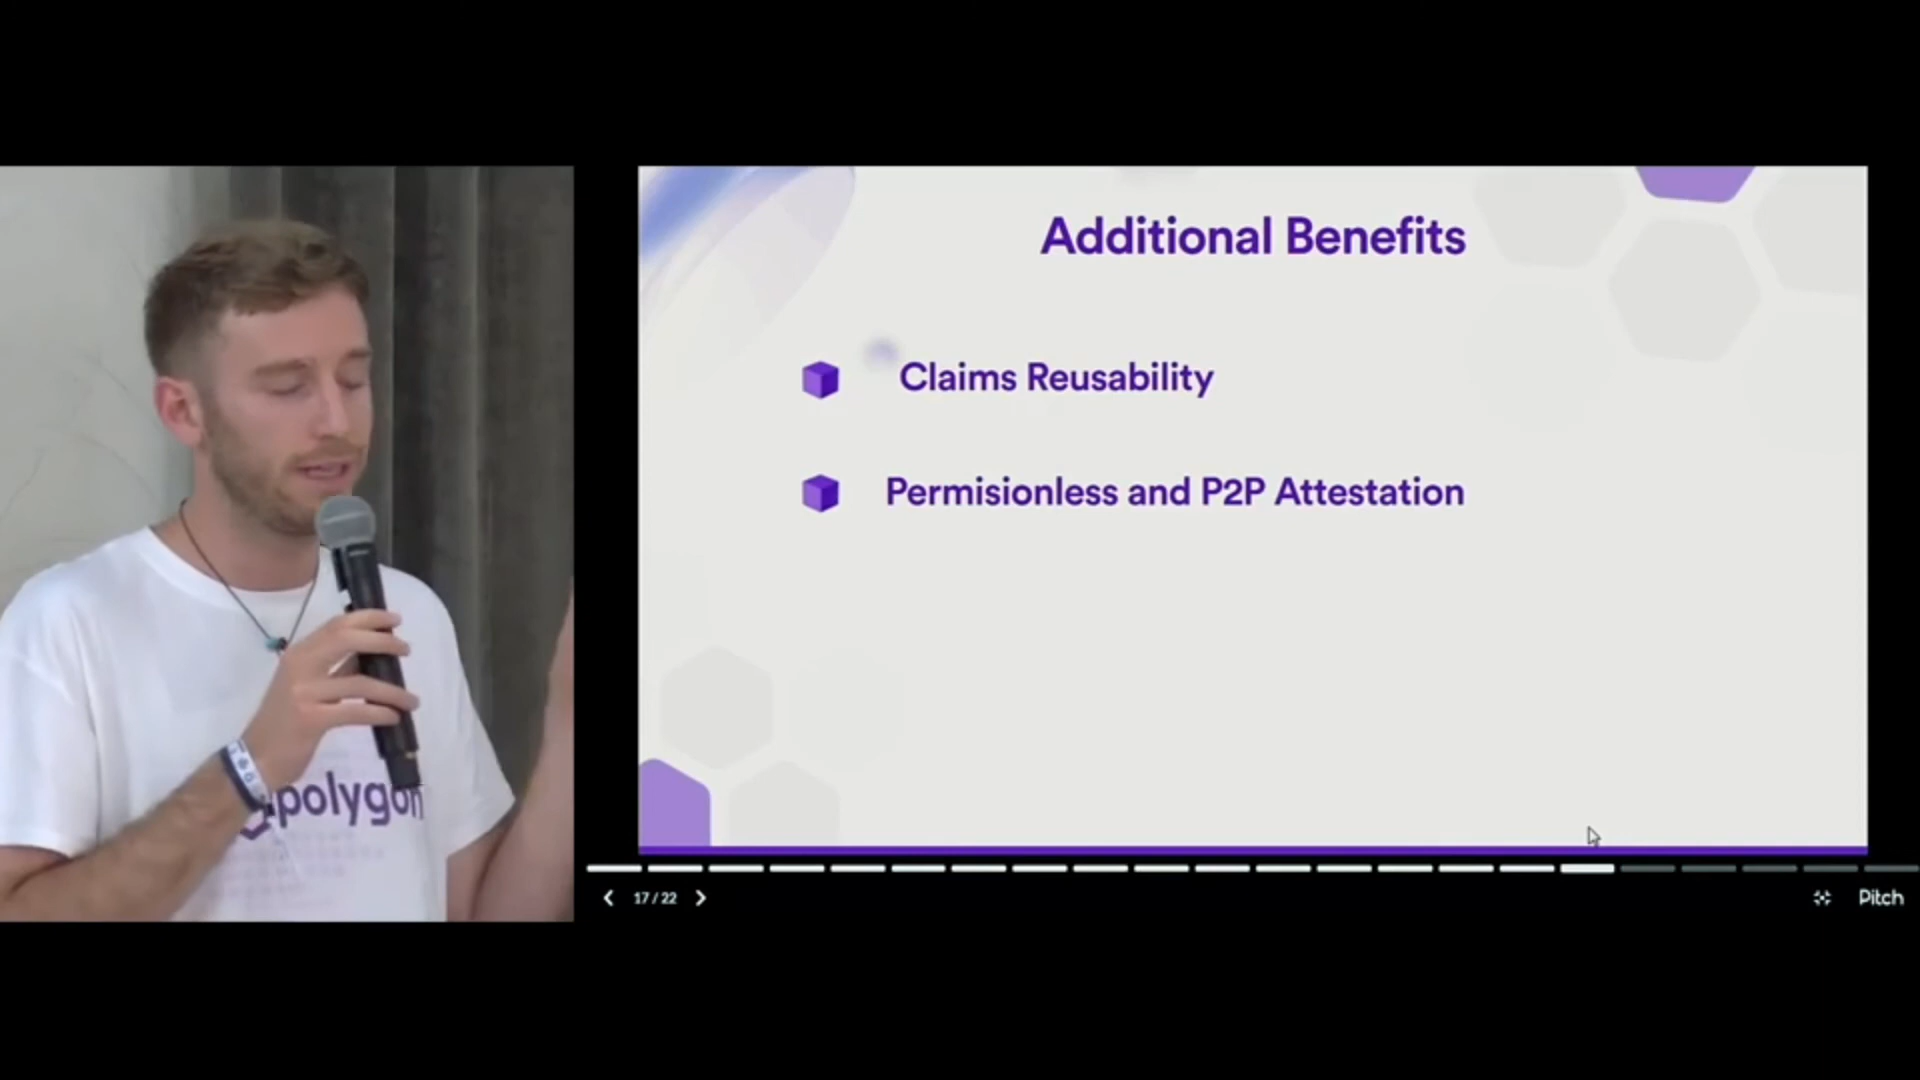 Additional Benefits
Claims Reusability
Permisionless and P2P Attestation
polygon
17 / 22
Pitch